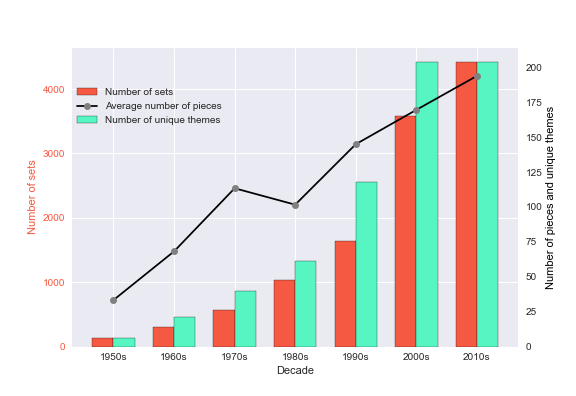 Number of sets
Average number of pieces
Number of unique themes
Number of sets
4000
3000
2000
1000
0
200
175
150
125
100
75
50
25
0
Number of pieces and unique themes
1950s 1960s 1970s 1980s 1990s 2000s 2010s
Decade